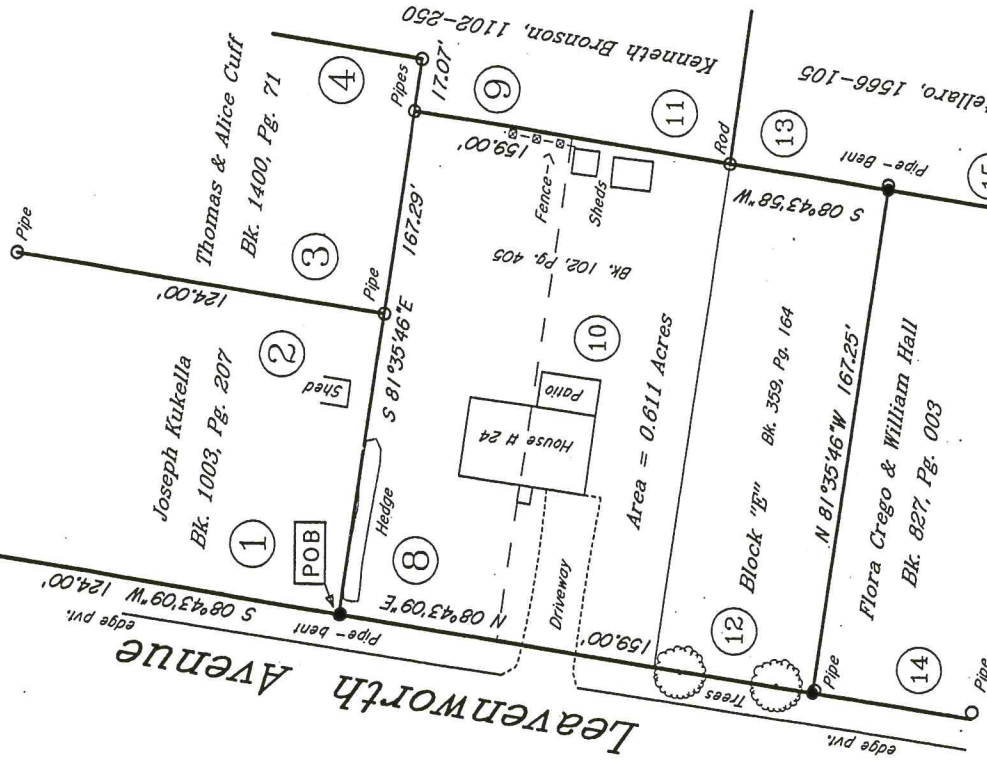 Kenneth Bronson, 1102-250
ellaro, 1566-105
Thomas & Alice Cuff
Bk. 1400, Pg. 71
4
Pipes
17.07'
9
11
Rod
13
Pipe
124.00'
3
Pipe
167.29'
159.00'
Fence->
Sheds
S 08°43'58"W
Pipe-Bent
Joseph Kukella
Bk. 1003, Pg. 207
2
Shed
S 81°35'46"E
Bk. 102, Pg. 405
10
Patio
House # 24
Area = 0.611 Acres
Block "E"
Bk. 359, Pg. 164
N 81°35'46"W 167.25'
1
POB
Hedge
8
Flora Crego & William Hall
Bk. 827, Pg. 003
S 08°43'09"W 124.00'
edge pvt.
Pipe-bent
N 08°43'09"E
Driveway
159.00'
12
Trees
Pipe
14
Pipe
edge pvt.
Leavenworth Avenue